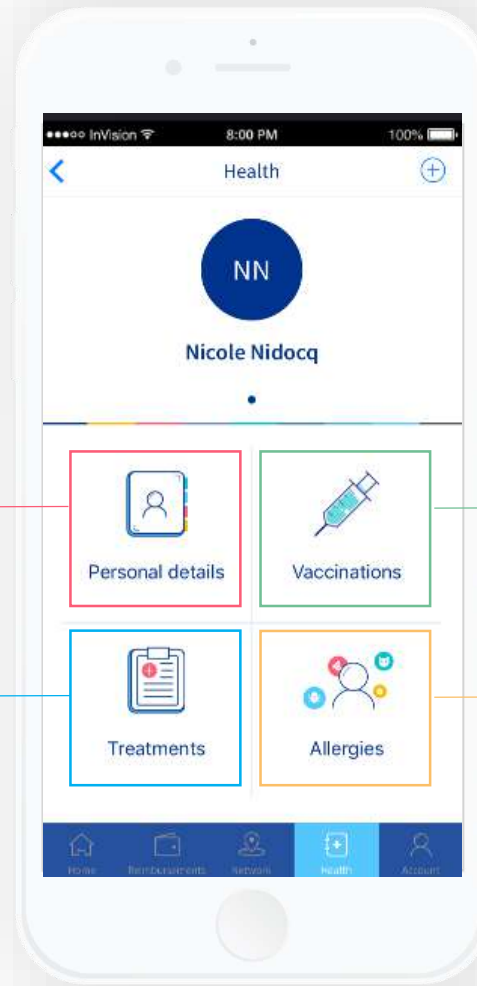 InVision 8:00 PM 100%
Health
NN
Nicole Nidocq
Personal details
Vaccinations
Treatments
Allergies
Home Reimbursements Network Health Account